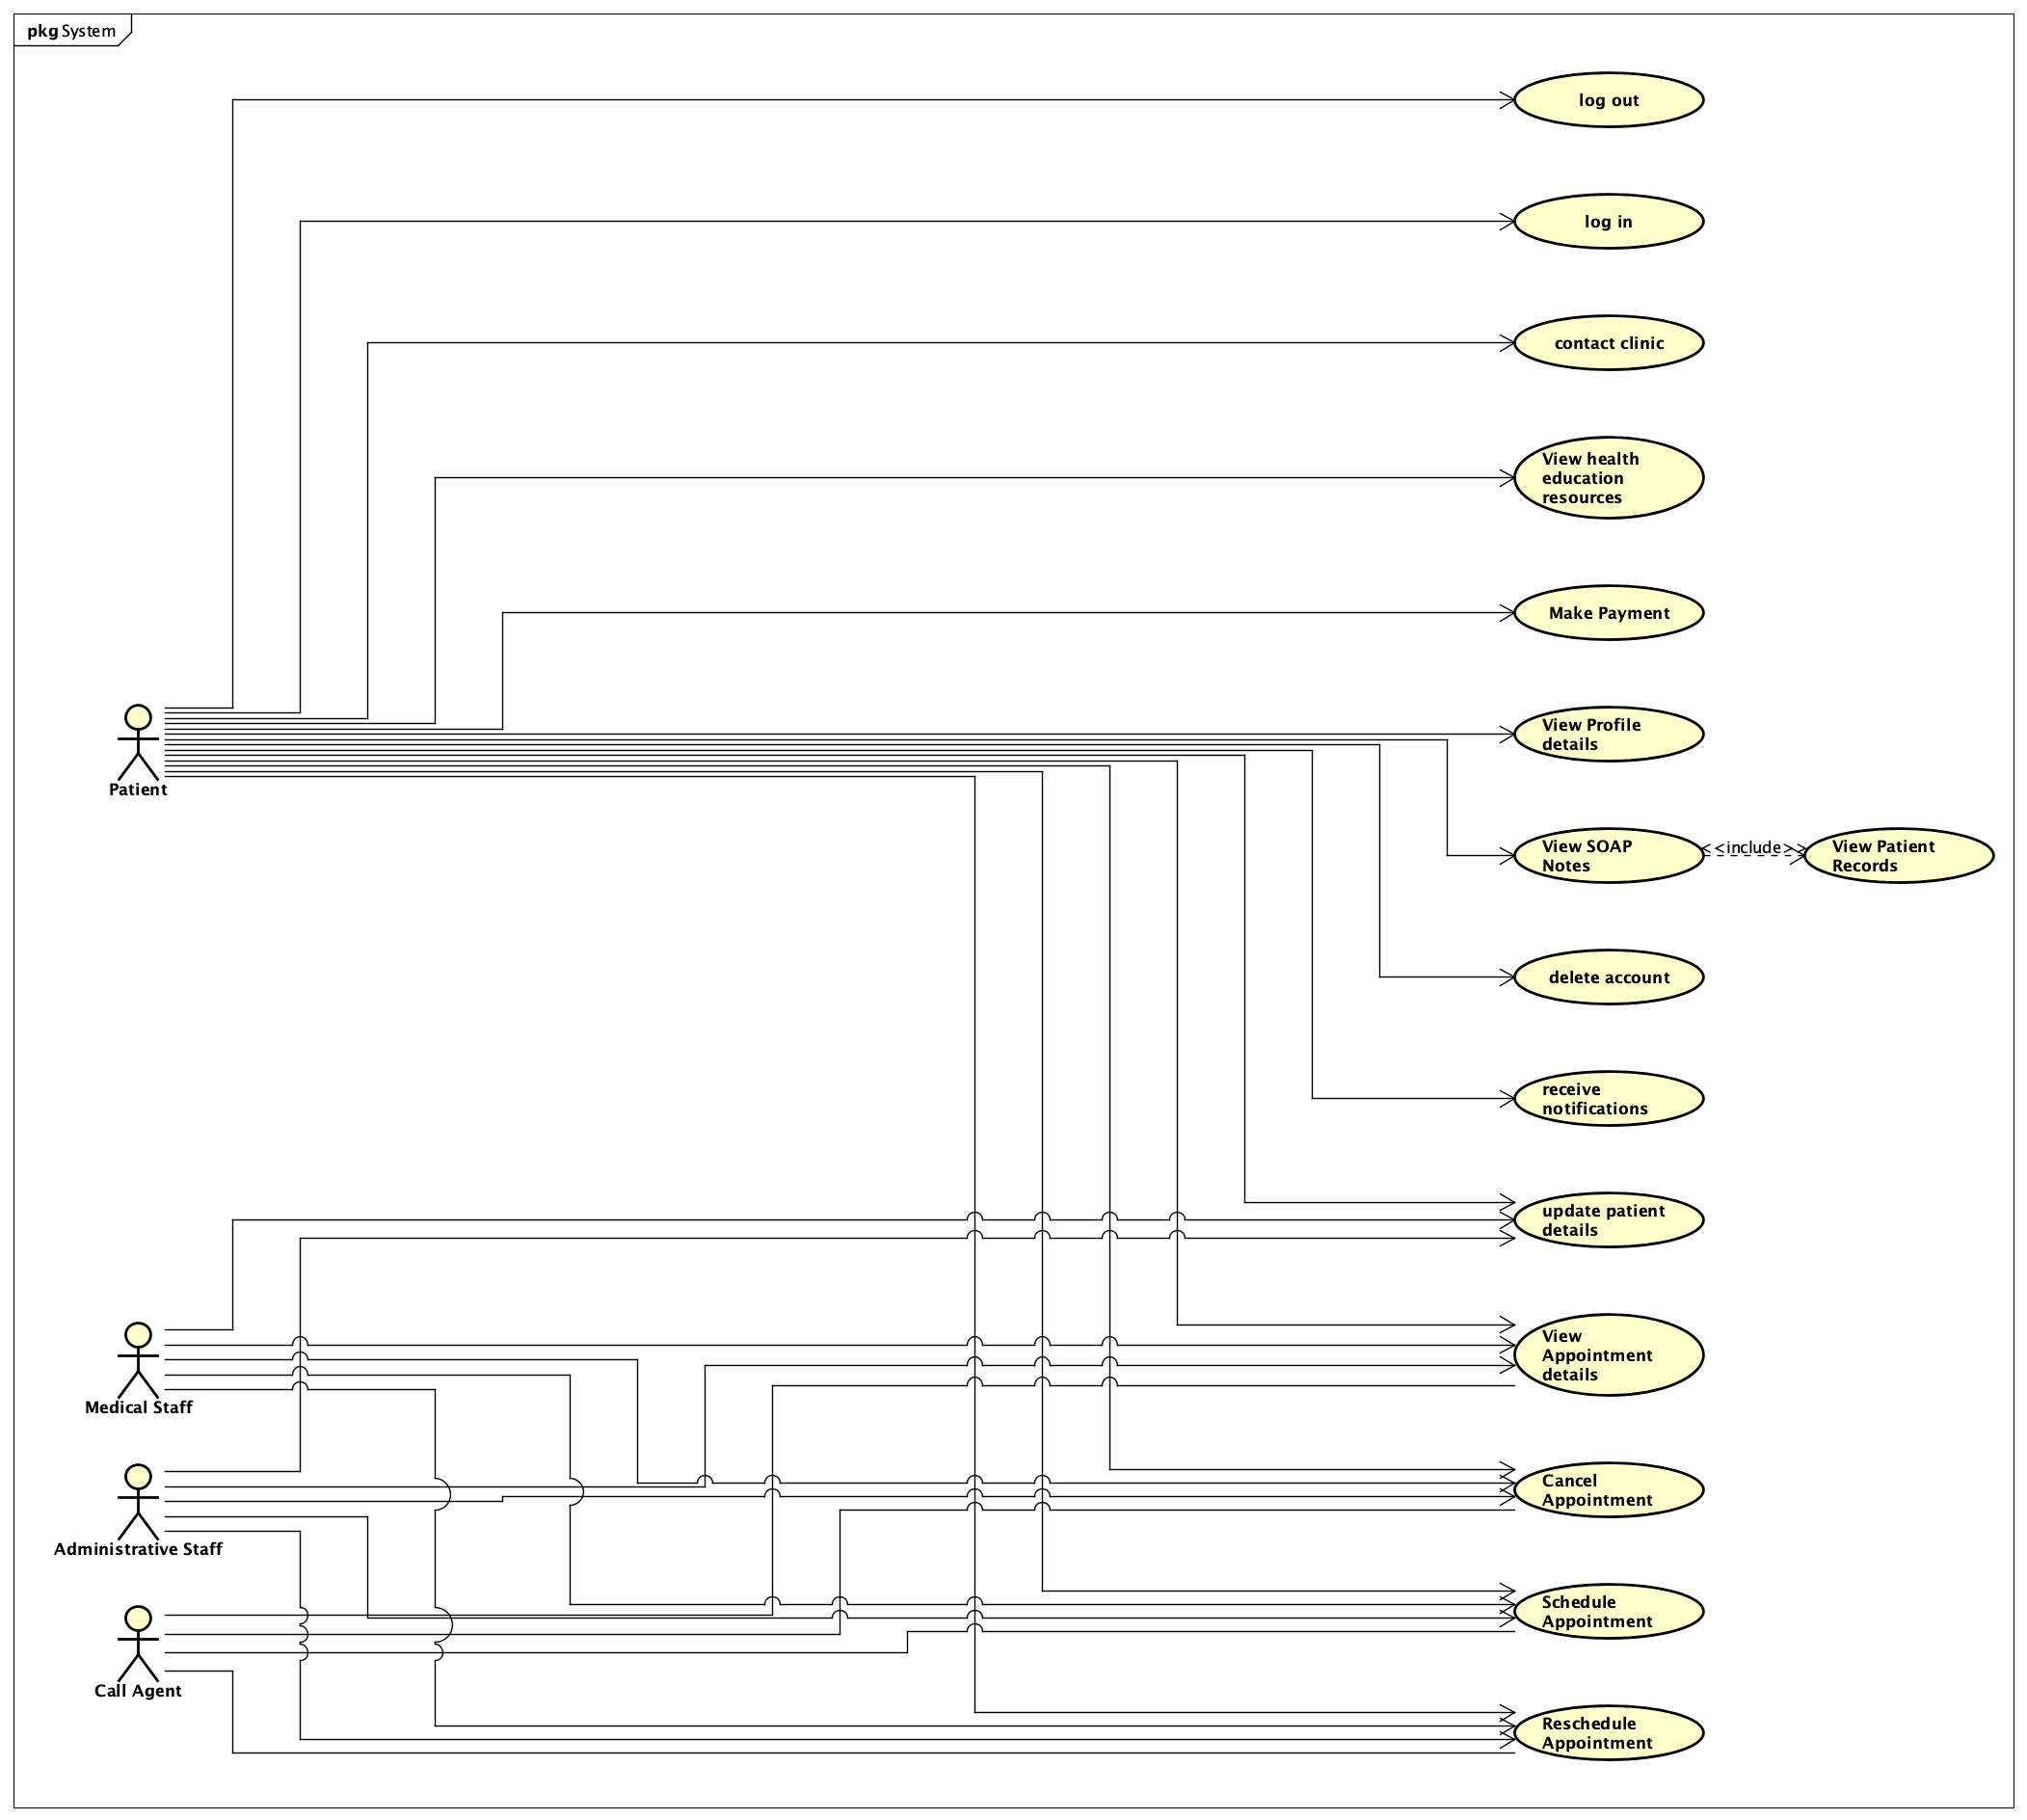 pkg System
log out
log in
contact clinic
View health
education
resources
Make Payment
View Profile
details
Patient
View SOAP
Notes
<<include>>
View Patient
Records
delete account
receive
notifications
update patient
details
View
Appointment
details
Medical Staff
Cancel
Appointment
Administrative Staff
Schedule
Appointment
Call Agent
Reschedule
Appointment